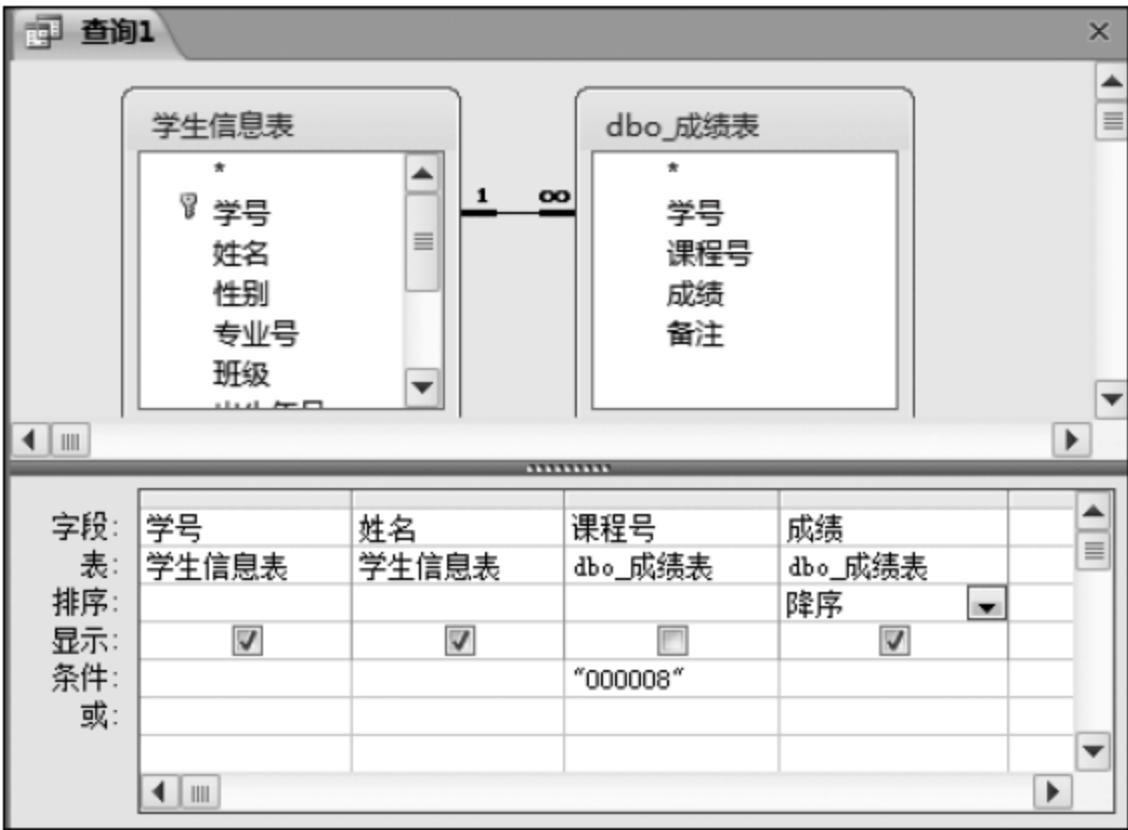 查询1
学生信息表
*
学号
姓名
性别
专业号
班级
1 ∞
dbo_成绩表
*
学号
课程号
成绩
备注
字段: 学号 姓名 课程号 成绩
表: 学生信息表 学生信息表 dbo_成绩表 dbo_成绩表
排序: 降序
显示:
条件: "000008"
或: